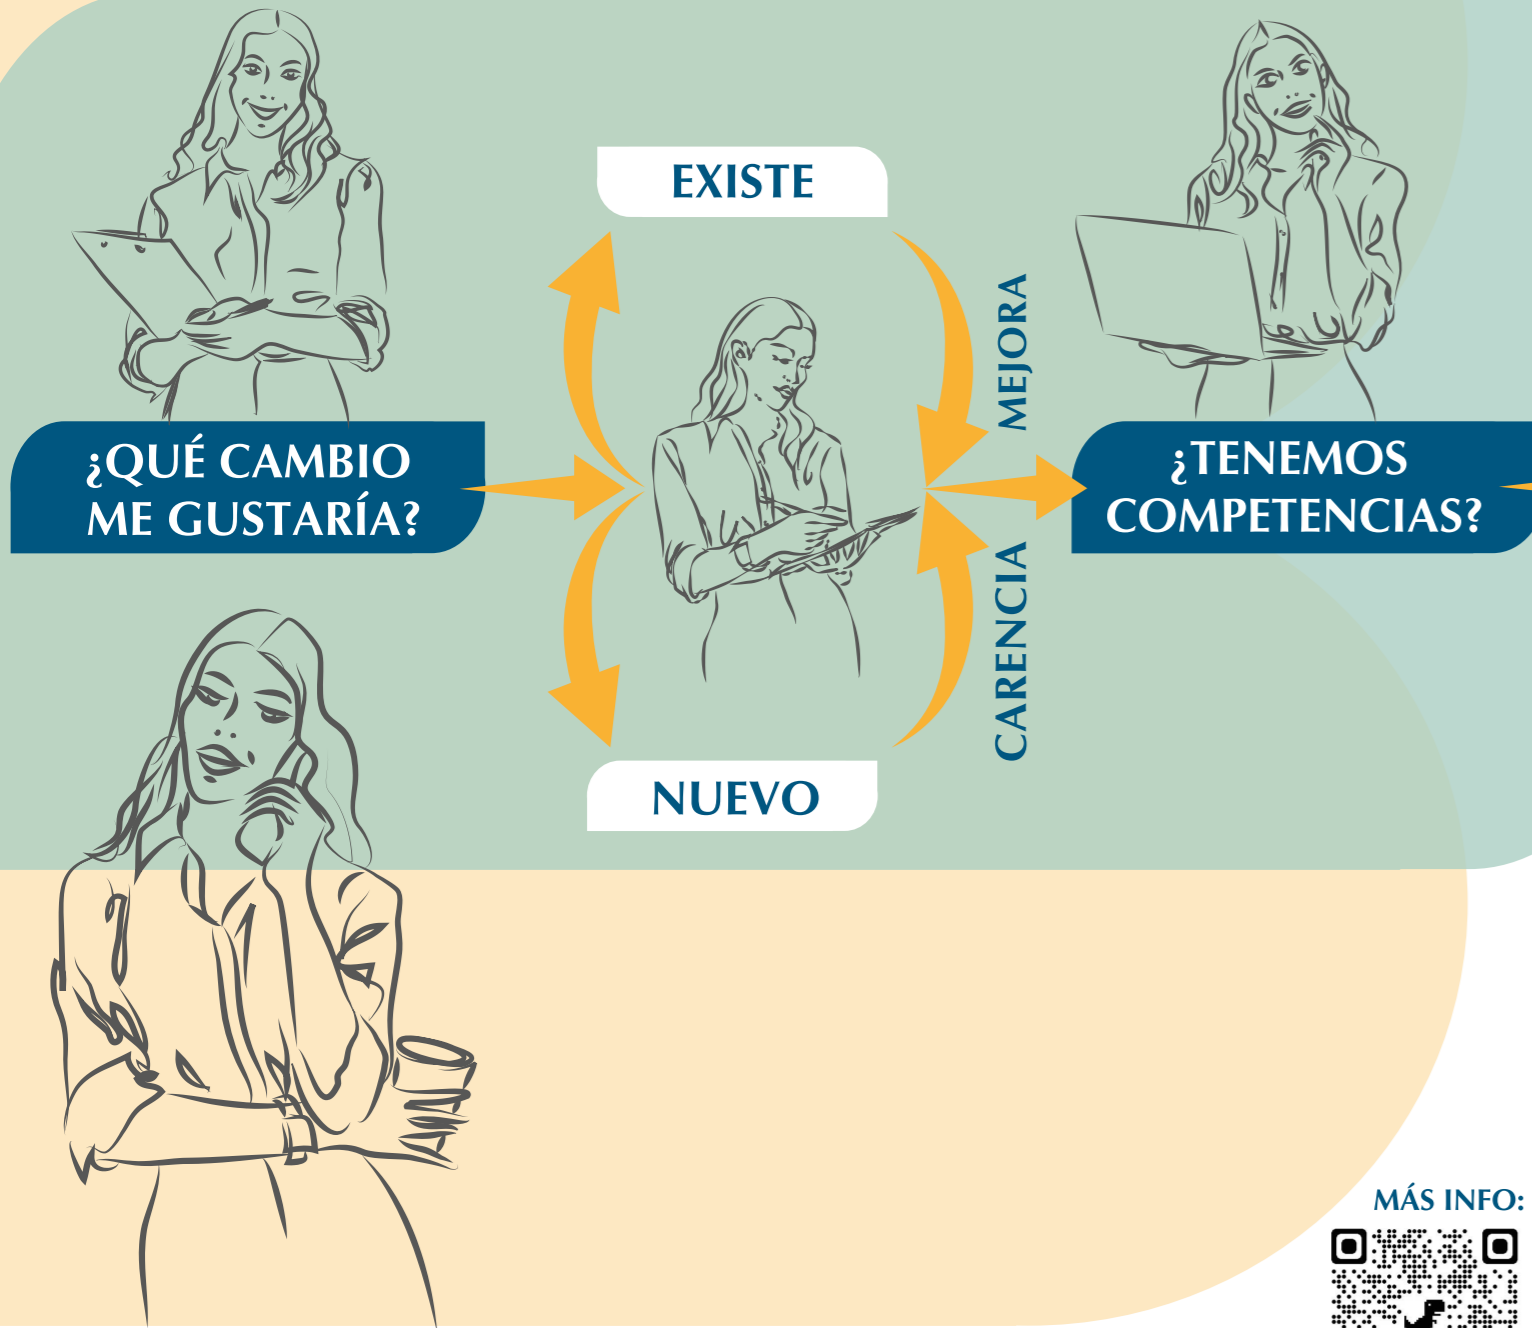 EXISTE
MEJORA
¿QUÉ CAMBIO
ME GUSTARÍA?
¿TENEMOS
COMPETENCIAS?
CARENCIA
NUEVO
MÁS INFO: